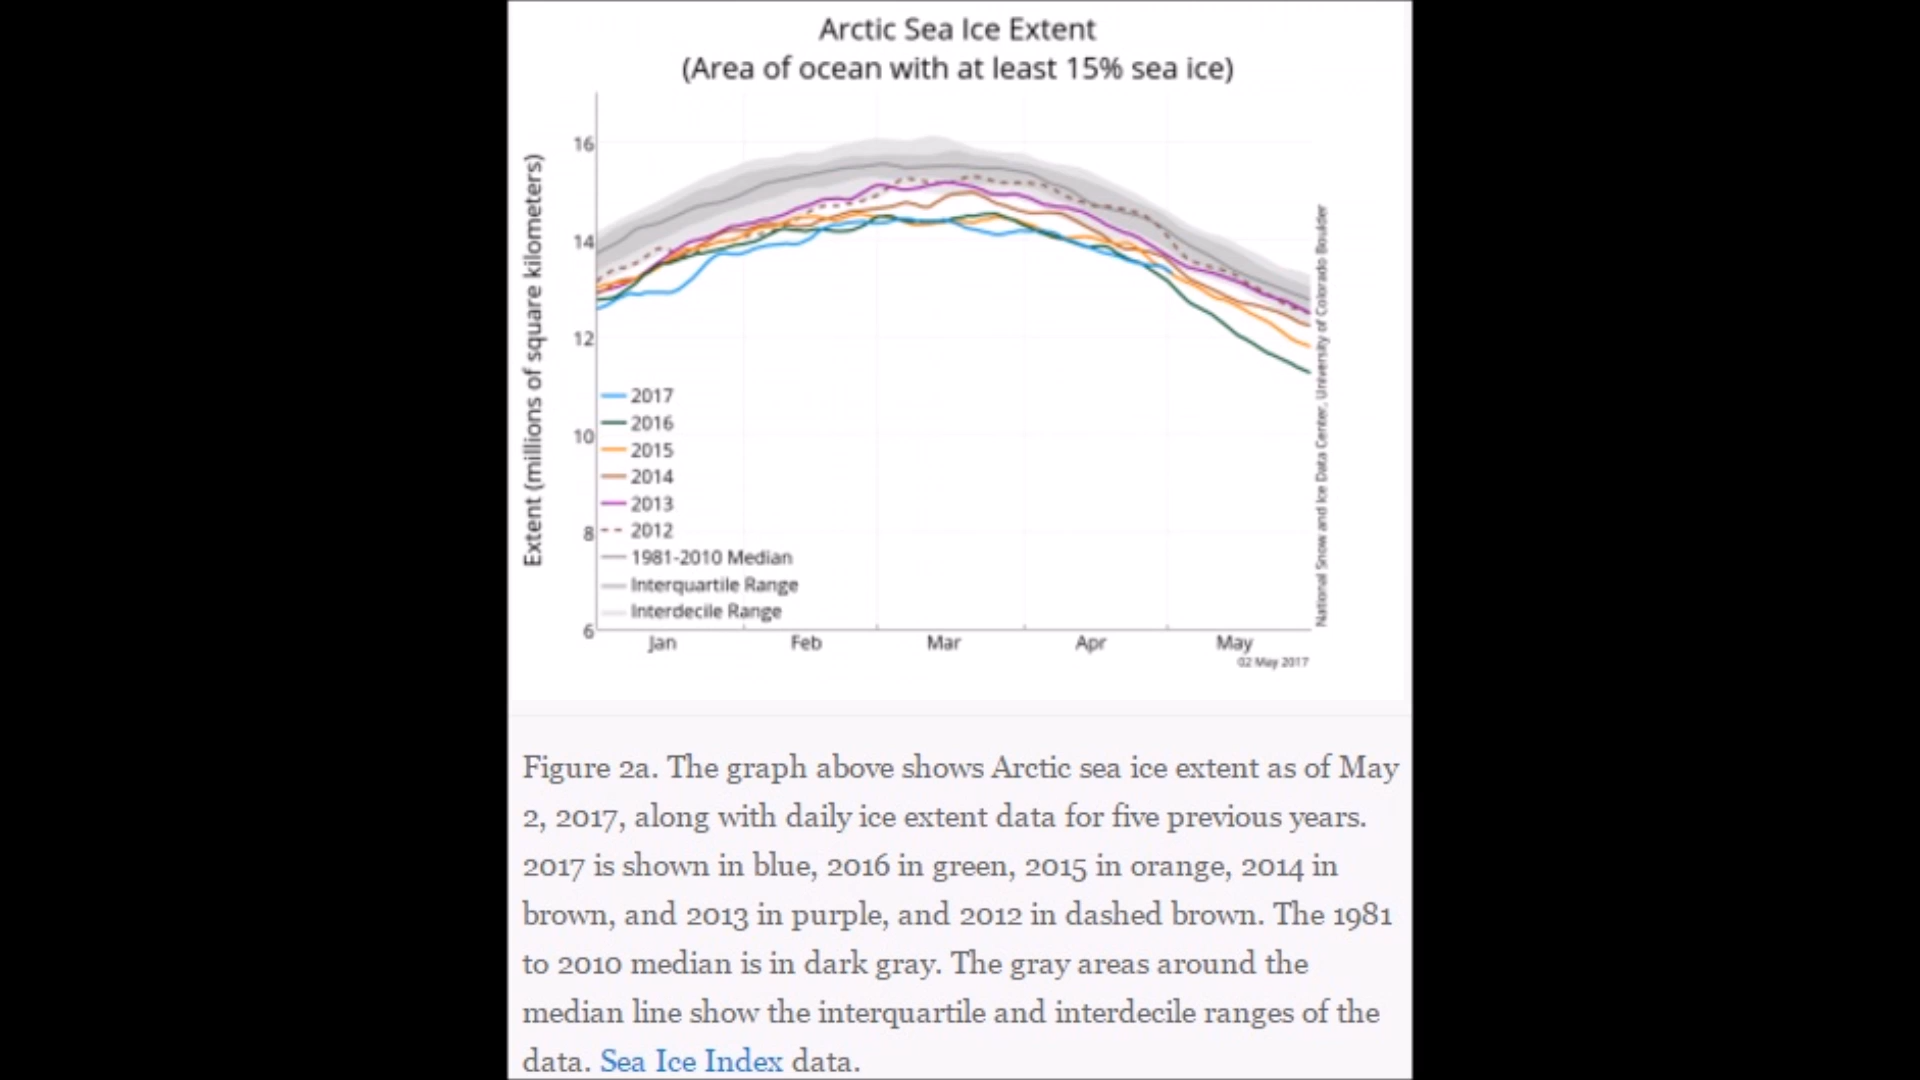 Arctic Sea Ice Extent
(Area of ocean with at least 15% sea ice)
Extent (millions of square kilometers)
16
14
12
10
8
6
2017
2016
2015
2014
2013
2012
1981-2010 Median
Interquartile Range
Interdecile Range
Jan Feb Mar Apr May
02 May 2017
National Snow and Ice Data Center, University of Colorado Boulder
Figure 2a. The graph above shows Arctic sea ice extent as of May
2, 2017, along with daily ice extent data for five previous years.
2017 is shown in blue, 2016 in green, 2015 in orange, 2014 in
brown, and 2013 in purple, and 2012 in dashed brown. The 1981
to 2010 median is in dark gray. The gray areas around the
median line show the interquartile and interdecile ranges of the
data. Sea Ice Index data.